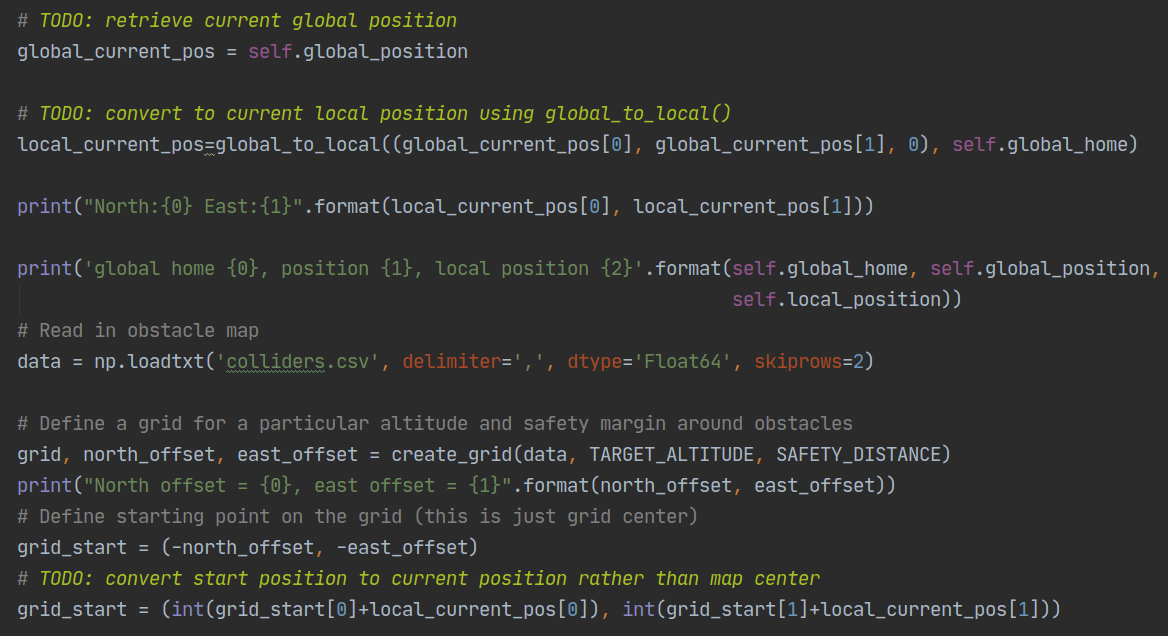 # TODO: retrieve current global position
global_current_pos = self.global_position
# TODO: convert to current local position using global_to_local()
local_current_pos=global_to_local((global_current_pos[0], global_current_pos[1], 0), self.global_home)
print("North:{0} East:{1}".format(local_current_pos[0], local_current_pos[1]))
print('global home {0}, position {1}, local position {2}'.format(self.global_home, self.global_position,
self.local_position))
# Read in obstacle map
data = np.loadtxt('colliders.csv', delimiter=',', dtype='Float64', skiprows=2)
# Define a grid for a particular altitude and safety margin around obstacles
grid, north_offset, east_offset = create_grid(data, TARGET_ALTITUDE, SAFETY_DISTANCE)
print("North offset = {0}, east offset = {1}".format(north_offset, east_offset))
# Define starting point on the grid (this is just grid center)
grid_start = (-north_offset, -east_offset)
# TODO: convert start position to current position rather than map center
grid_start = (int(grid_start[0]+local_current_pos[0]), int(grid_start[1]+local_current_pos[1]))